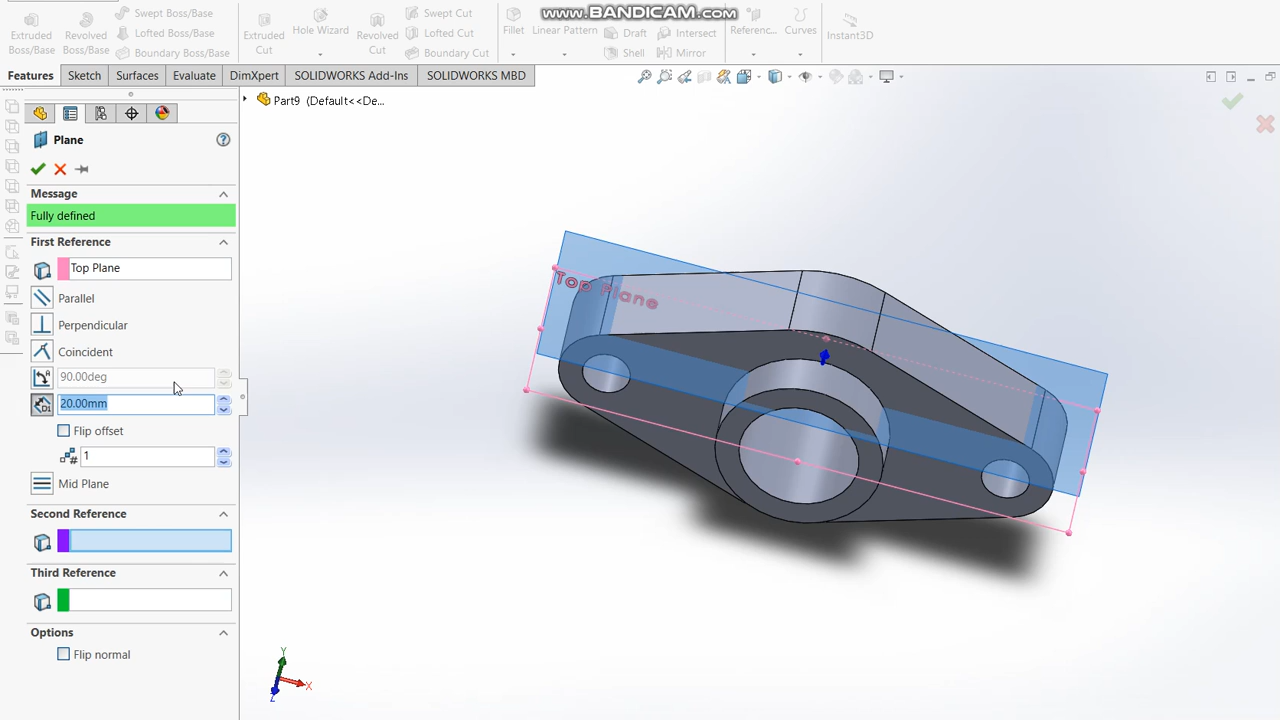 www.BANDICAM.com
Extruded Boss/Base
Revolved Boss/Base
Swept Boss/Base
Lofted Boss/Base
Boundary Boss/Base
Extruded Cut
Hole Wizard
Revolved Cut
Swept Cut
Lofted Cut
Boundary Cut
Fillet
Linear Pattern
Draft
Intersect
Shell
Mirror
Referenc...
Curves
Instant3D
Features
Sketch
Surfaces
Evaluate
DimXpert
SOLIDWORKS Add-Ins
SOLIDWORKS MBD
Part9 (Default<<De...
Plane
Message
Fully defined
First Reference
Top Plane
Parallel
Perpendicular
Coincident
90.00deg
20.00mm
Flip offset
1
Mid Plane
Second Reference
Third Reference
Options
Flip normal
Top Plane
Y
X
Z